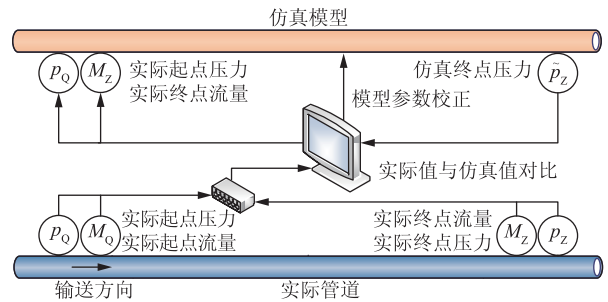 仿真模型
p_Q M_Z 实际起点压力
实际终点流量
仿真终点压力 p̃_Z
模型参数校正
实际值与仿真值对比
p_Q M_Q 实际起点压力
实际起点流量
实际终点流量 M_Z p_Z
实际终点压力
输送方向
实际管道